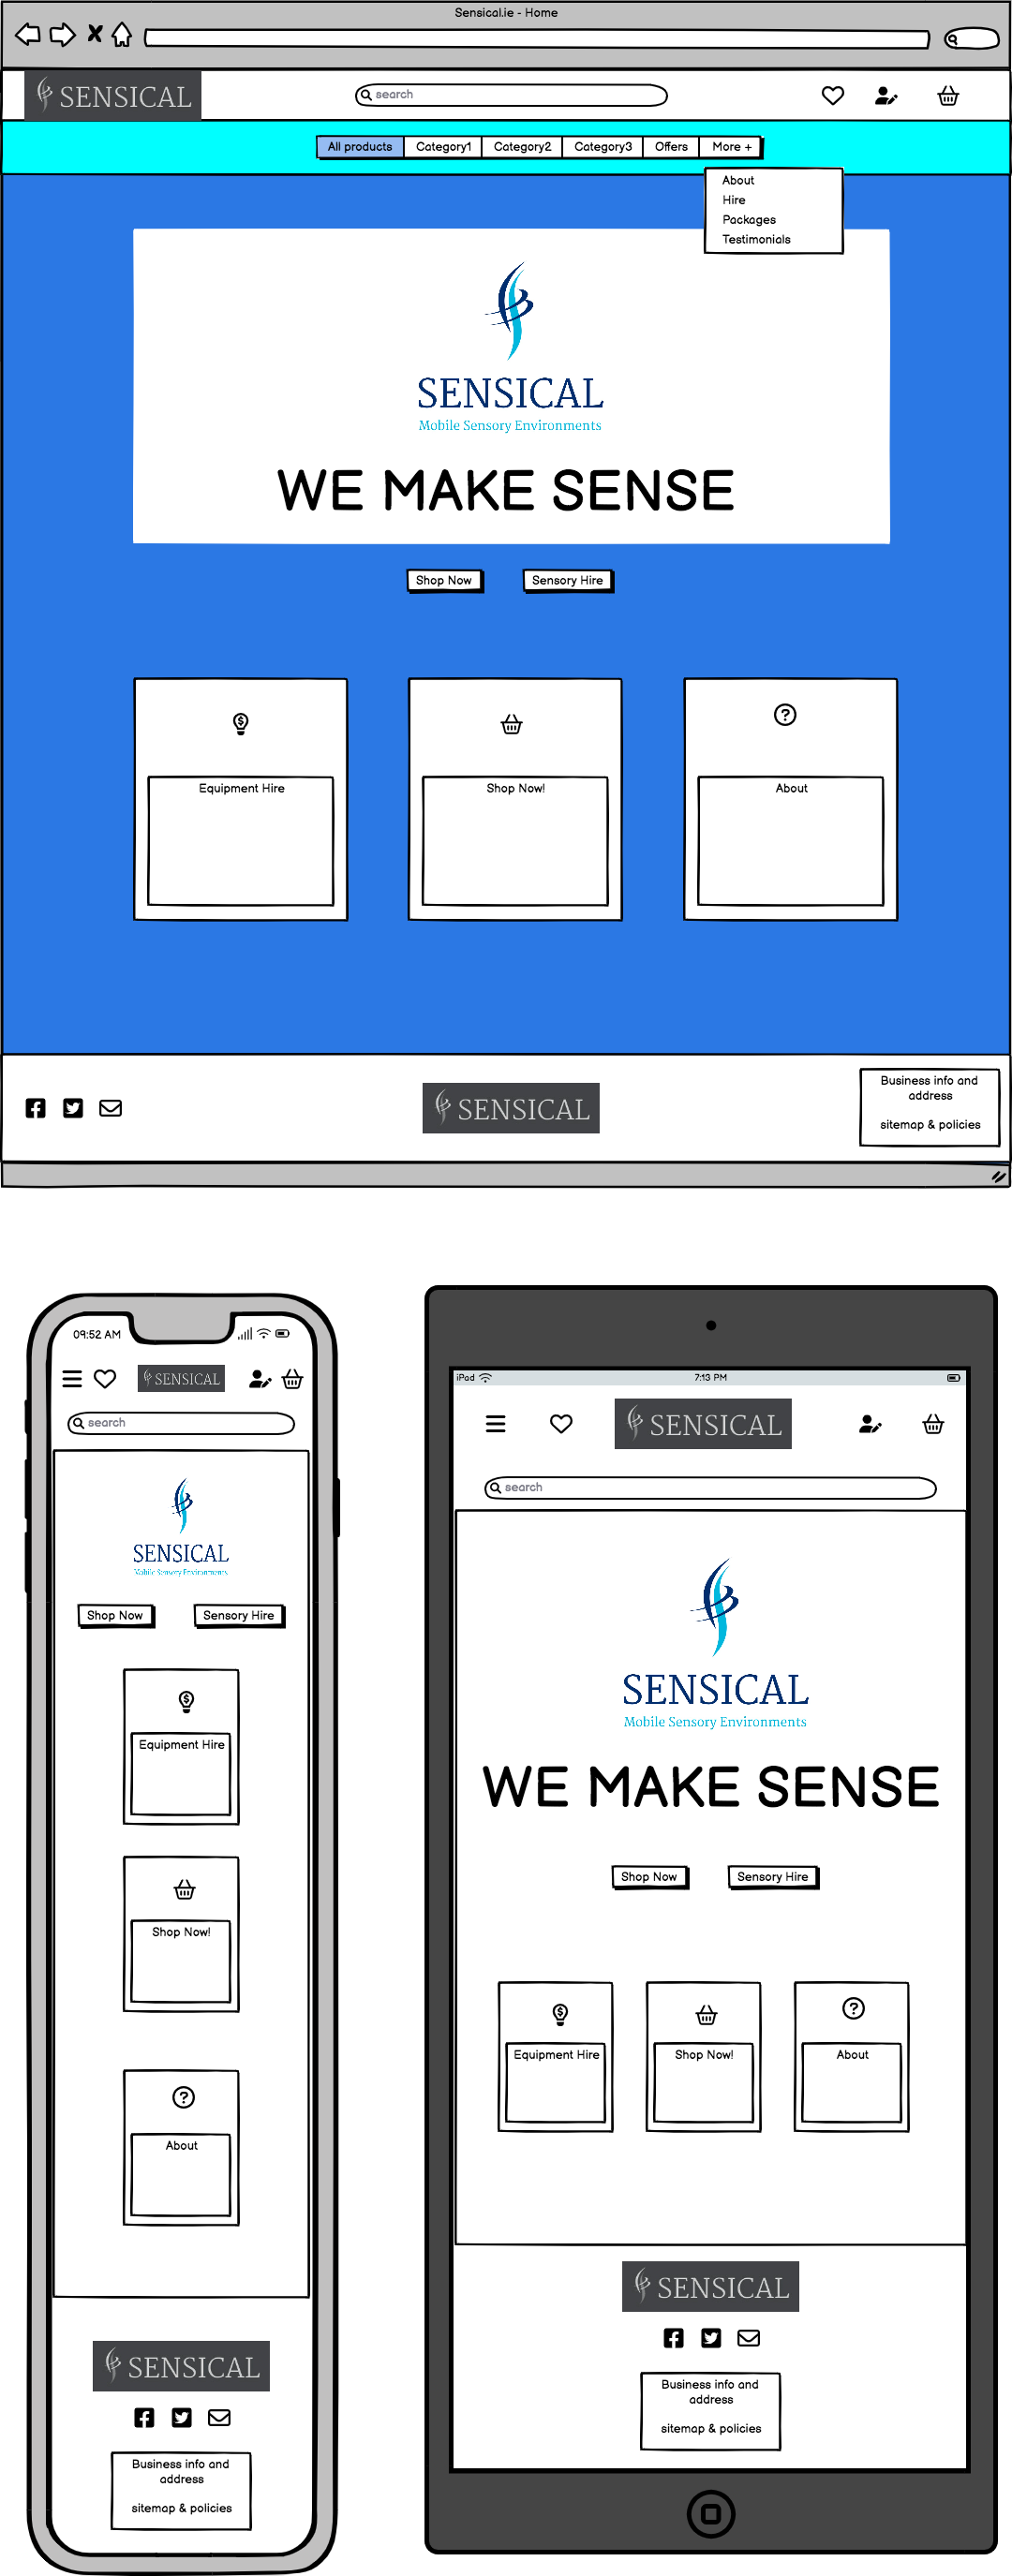 Sensical.ie - Home
SENSICAL
search
All products Category1 Category2 Category3 Offers More +
About
Hire
Packages
Testimonials
SENSICAL
Mobile Sensory Environments
WE MAKE SENSE
Shop Now Sensory Hire
Equipment Hire Shop Now! About
SENSICAL
Business info and
address
sitemap & policies
09:52 AM
SENSICAL
search
SENSICAL
Mobile Sensory Environments
Shop Now Sensory Hire
Equipment Hire
Shop Now!
About
SENSICAL
Business info and
address
sitemap & policies
iPad 7:13 PM
SENSICAL
search
SENSICAL
Mobile Sensory Environments
WE MAKE SENSE
Shop Now Sensory Hire
Equipment Hire Shop Now! About
SENSICAL
Business info and
address
sitemap & policies